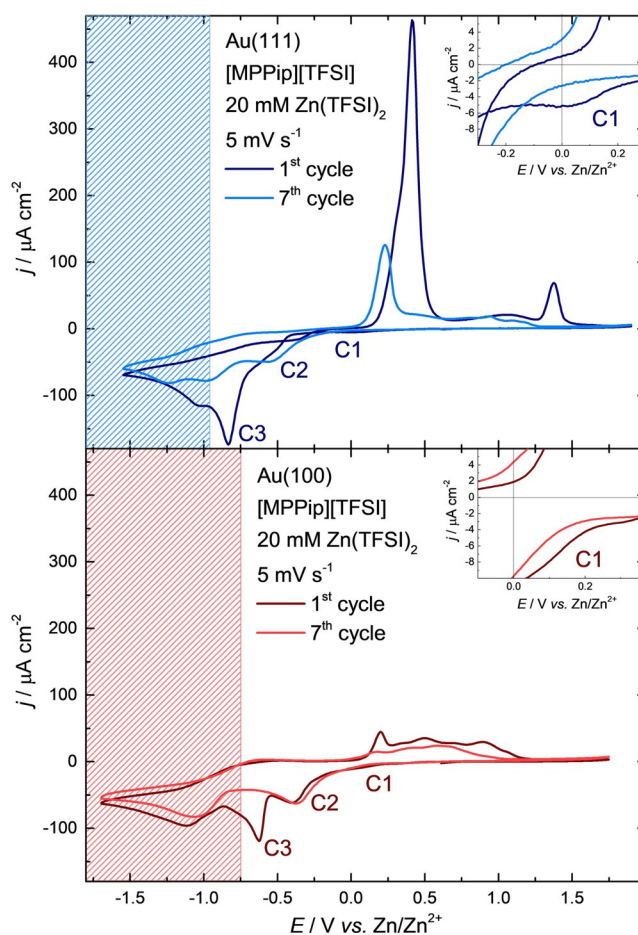 400
300
200
100
0
-100
j / μA cm⁻²
Au(111)
[MPPip][TFSI]
20 mM Zn(TFSI)₂
5 mV s⁻¹
1ˢᵗ cycle
7ᵗʰ cycle
C1
C2
C3
4
2
0
-2
-4
-6
-8
j / μA cm⁻²
C1
-0.2 0.0 0.2
E / V vs. Zn/Zn²⁺
400
300
200
100
0
-100
j / μA cm⁻²
Au(100)
[MPPip][TFSI]
20 mM Zn(TFSI)₂
5 mV s⁻¹
1ˢᵗ cycle
7ᵗʰ cycle
C1
C2
C3
4
2
0
-2
-4
-6
-8
j / μA cm⁻²
C1
0.0 0.2
E / V vs. Zn/Zn²⁺
-1.5 -1.0 -0.5 0.0 0.5 1.0 1.5
E / V vs. Zn/Zn²⁺